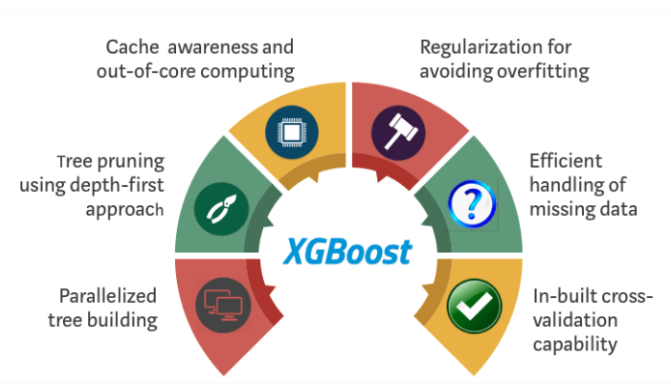 Cache awareness and
out-of-core computing
Regularization for
avoiding overfitting
Tree pruning
using depth-first
approach
Efficient
handling of
missing data
?
XGBoost
Parallelized
tree building
In-built cross-
validation
capability